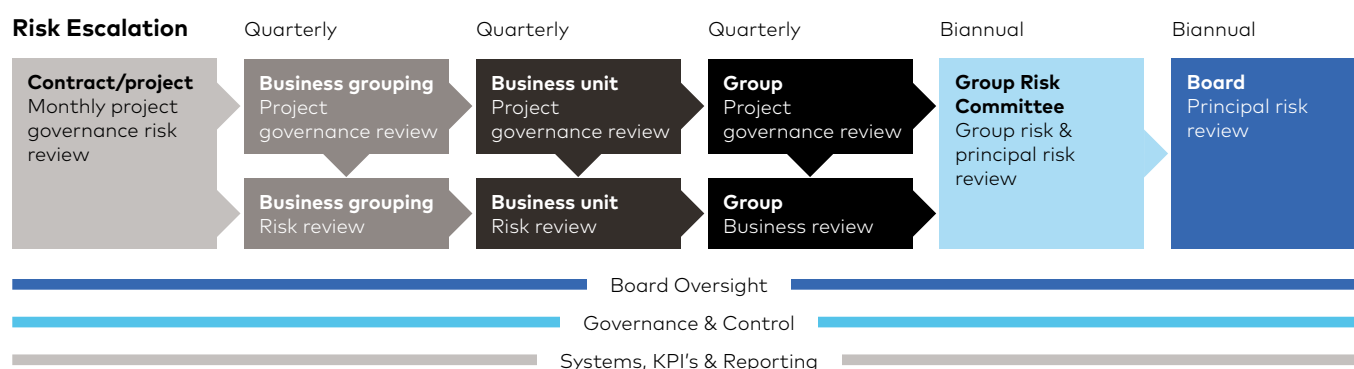 Risk Escalation
Quarterly
Quarterly
Quarterly
Biannual
Biannual
Contract/project
Monthly project
governance risk
review
Business grouping
Project
governance review
Business unit
Project
governance review
Group
Project
governance review
Group Risk
Committee
Group risk &
principal risk
review
Board
Principal risk
review
Business grouping
Risk review
Business unit
Risk review
Group
Business review
Board Oversight
Governance & Control
Systems, KPI's & Reporting